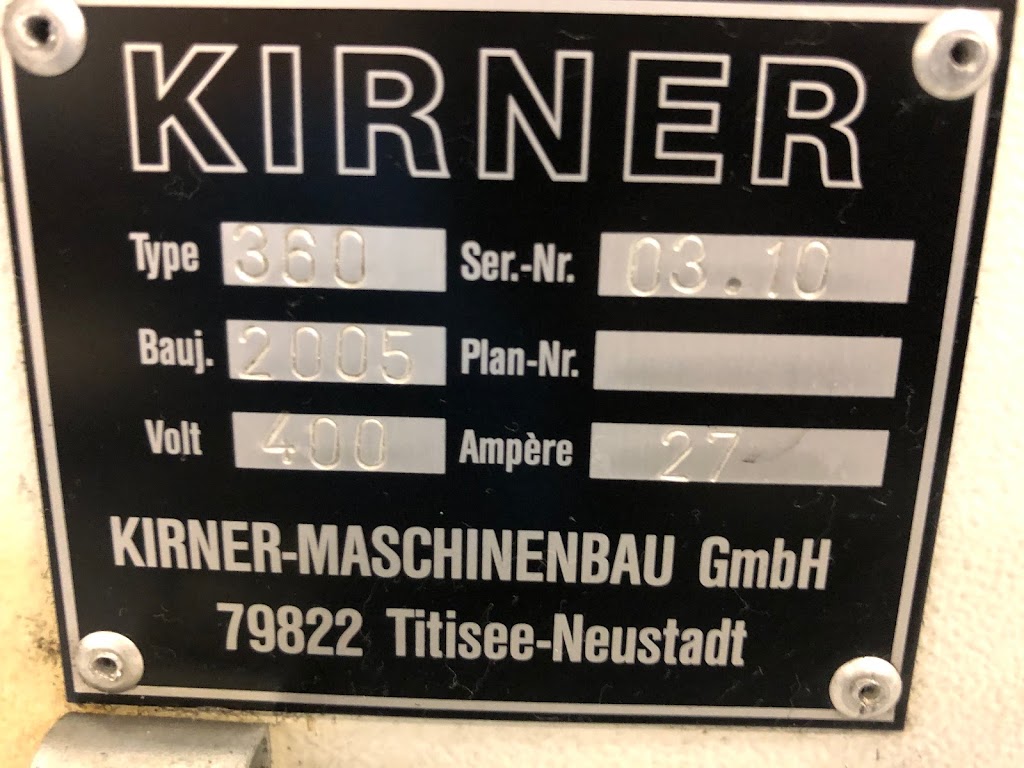 KIRNER
Type 360 Ser.-Nr. 03.10
Bauj. 2005 Plan-Nr.
Volt 400 Ampère 27
KIRNER-MASCHINENBAU GmbH
79822 Titisee-Neustadt